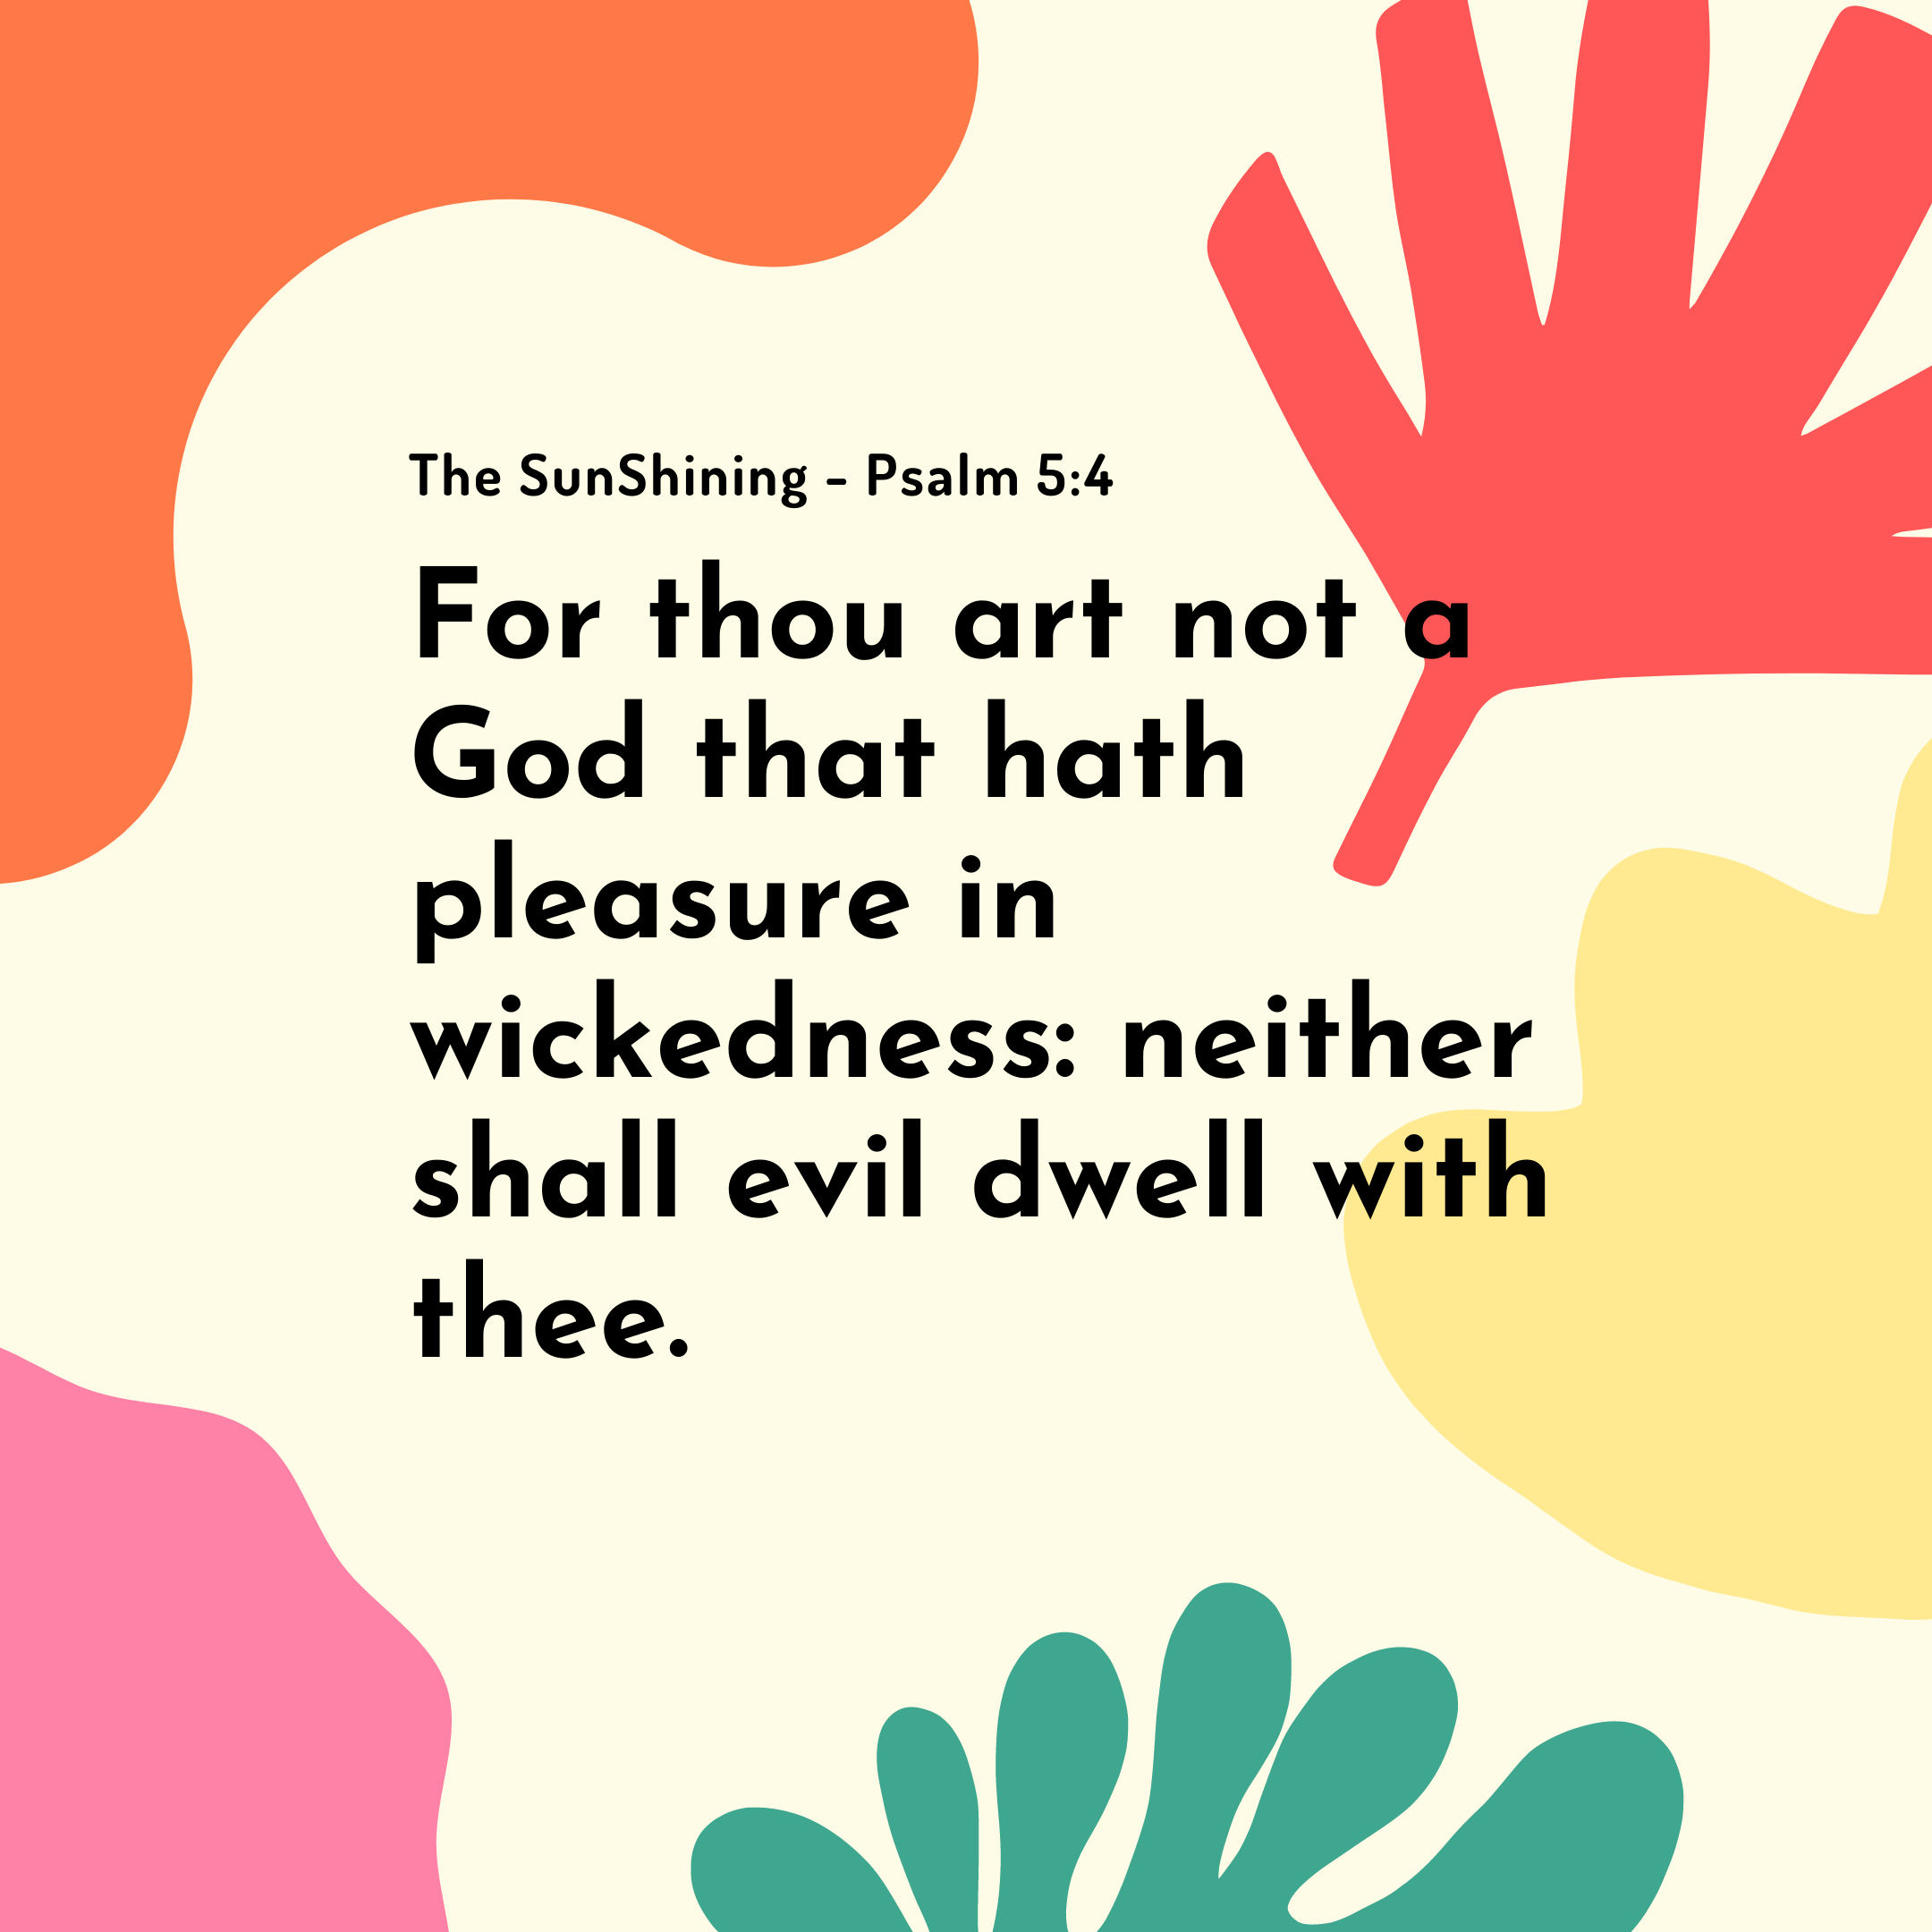 The SunShining - Psalm 5:4
For thou art not a
God that hath
pleasure in
wickedness: neither
shall evil dwell with
thee.